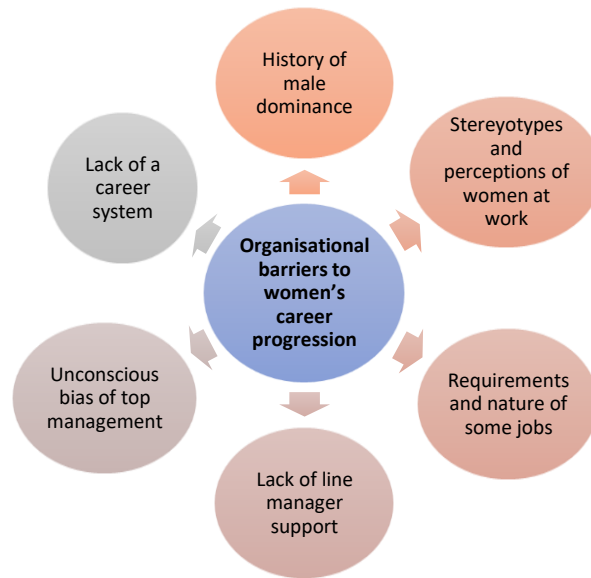 History of
male
dominance
Stereyotypes
and
perceptions of
women at
work
Requirements
and nature of
some jobs
Lack of line
manager
support
Unconscious
bias of top
management
Lack of a
career
system
Organisational
barriers to
women's
career
progression